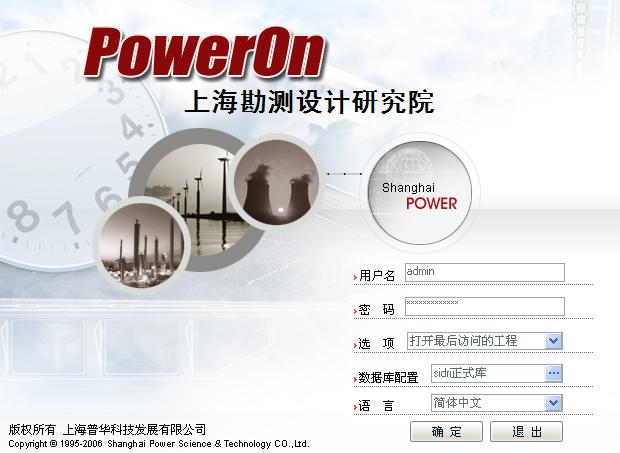 PowerOn
上海勘测设计研究院
Shanghai
POWER
用户名 admin
密 码 *************
选 项 打开最后访问的工程
数据库配置 sidri正式库 ...
语 言 简体中文
版权所有 上海普华科技发展有限公司
确 定 退 出
Copyright © 1995-2006 Shanghai Power Science & Technology CO.,Ltd.